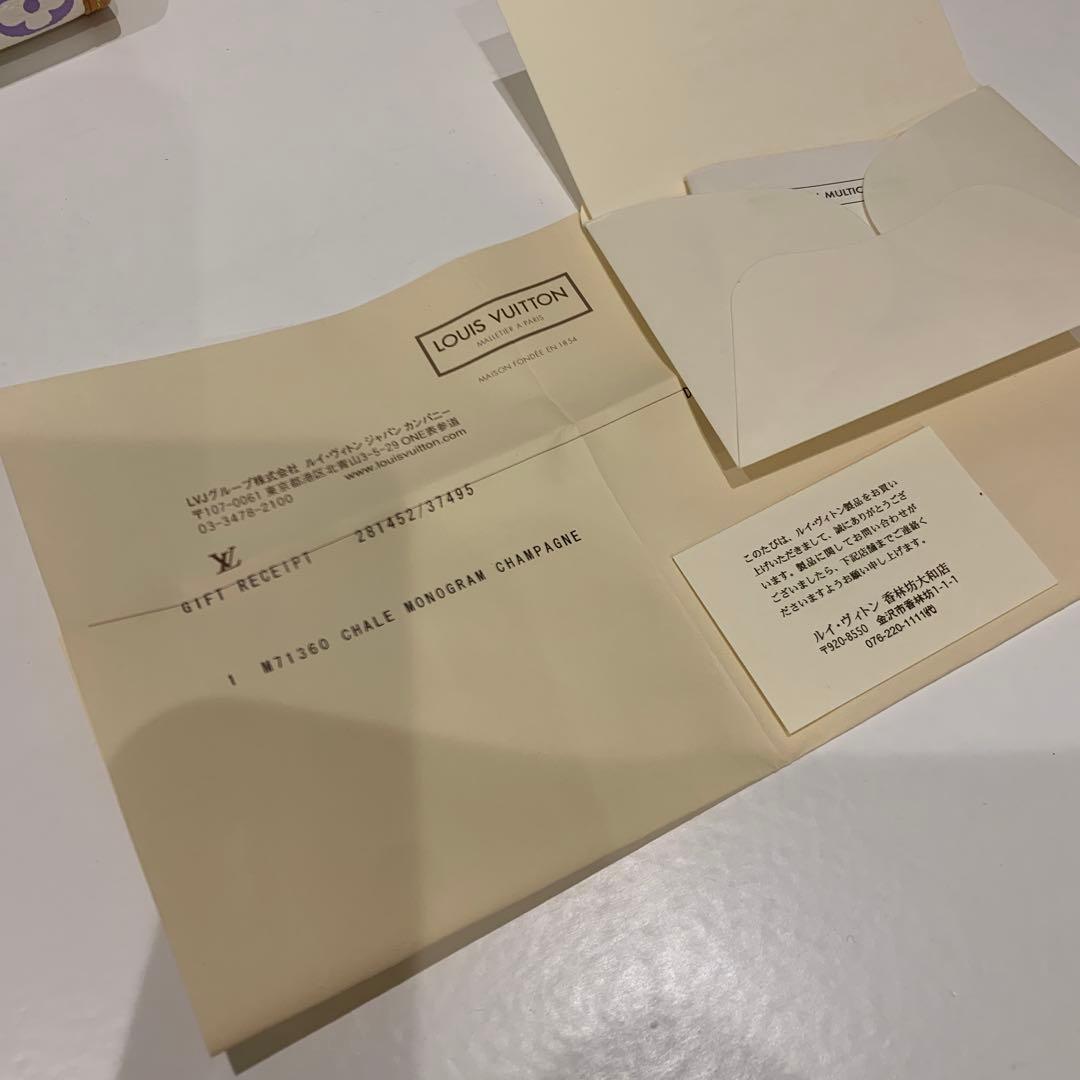 LOUIS VUITTON
MALLETIER A PARIS
MAISON FONDÉE EN 1854
LVJグループ株式会社 ルイ・ヴィトン ジャパン カンパニー
〒107-0061 東京都港区北青山3-5-29 ONE表参道
03-3478-2100 www.louisvuitton.com
LV
GIFT RECEIPT 281452/37495
D
1 M71360 CHALE MONOGRAM CHAMPAGNE
MULTIC
このたびは、ルイ・ヴィトン製品をお買い
上げいただきまして、誠にありがとうござ
います。製品に関してお問い合わせが
ございましたら、下記店舗までご連絡く
ださいますようお願い申し上げます。
ルイ・ヴィトン 香林坊大和店
〒920-8550 金沢市香林坊1-1-1
076-220-1111㈹